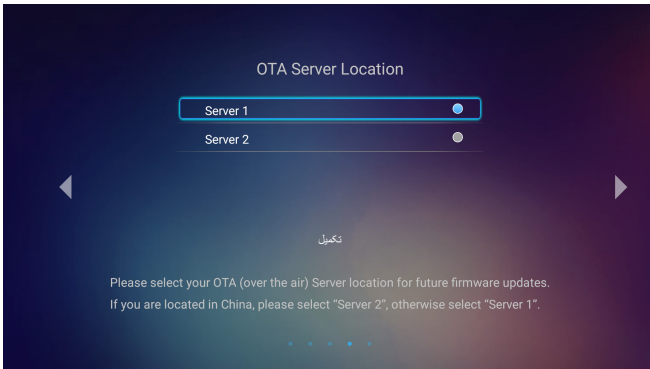 OTA Server Location
Server 1
Server 2
تكميل
Please select your OTA (over the air) Server location for future firmware updates.
If you are located in China, please select “Server 2”, otherwise select “Server 1”.